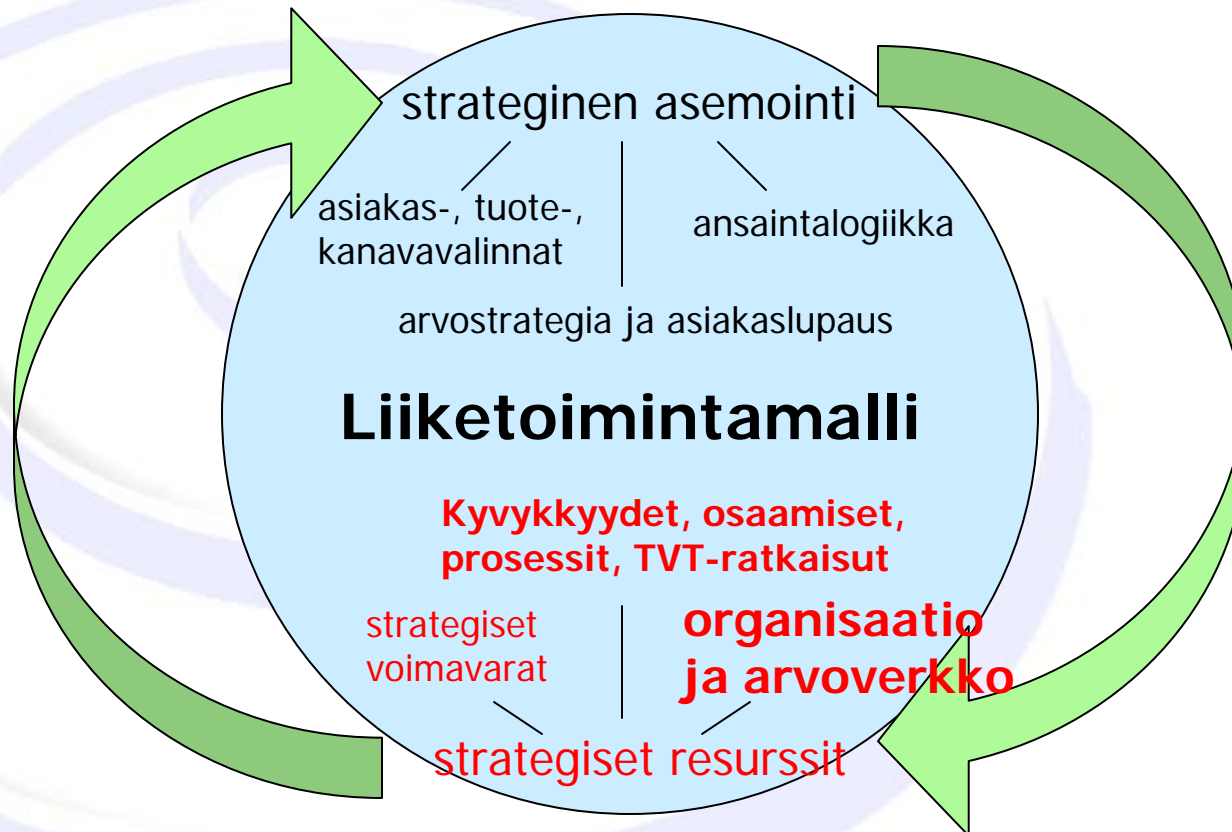 strateginen asemointi
asiakas-, tuote-,
kanavavalinnat
ansaintalogiikka
arvostrategia ja asiakaslupaus
Liiketoimintamalli
Kyvykkyydet, osaamiset,
prosessit, TVT-ratkaisut
strategiset
voimavarat
organisaatio
ja arvoverkko
strategiset resurssit